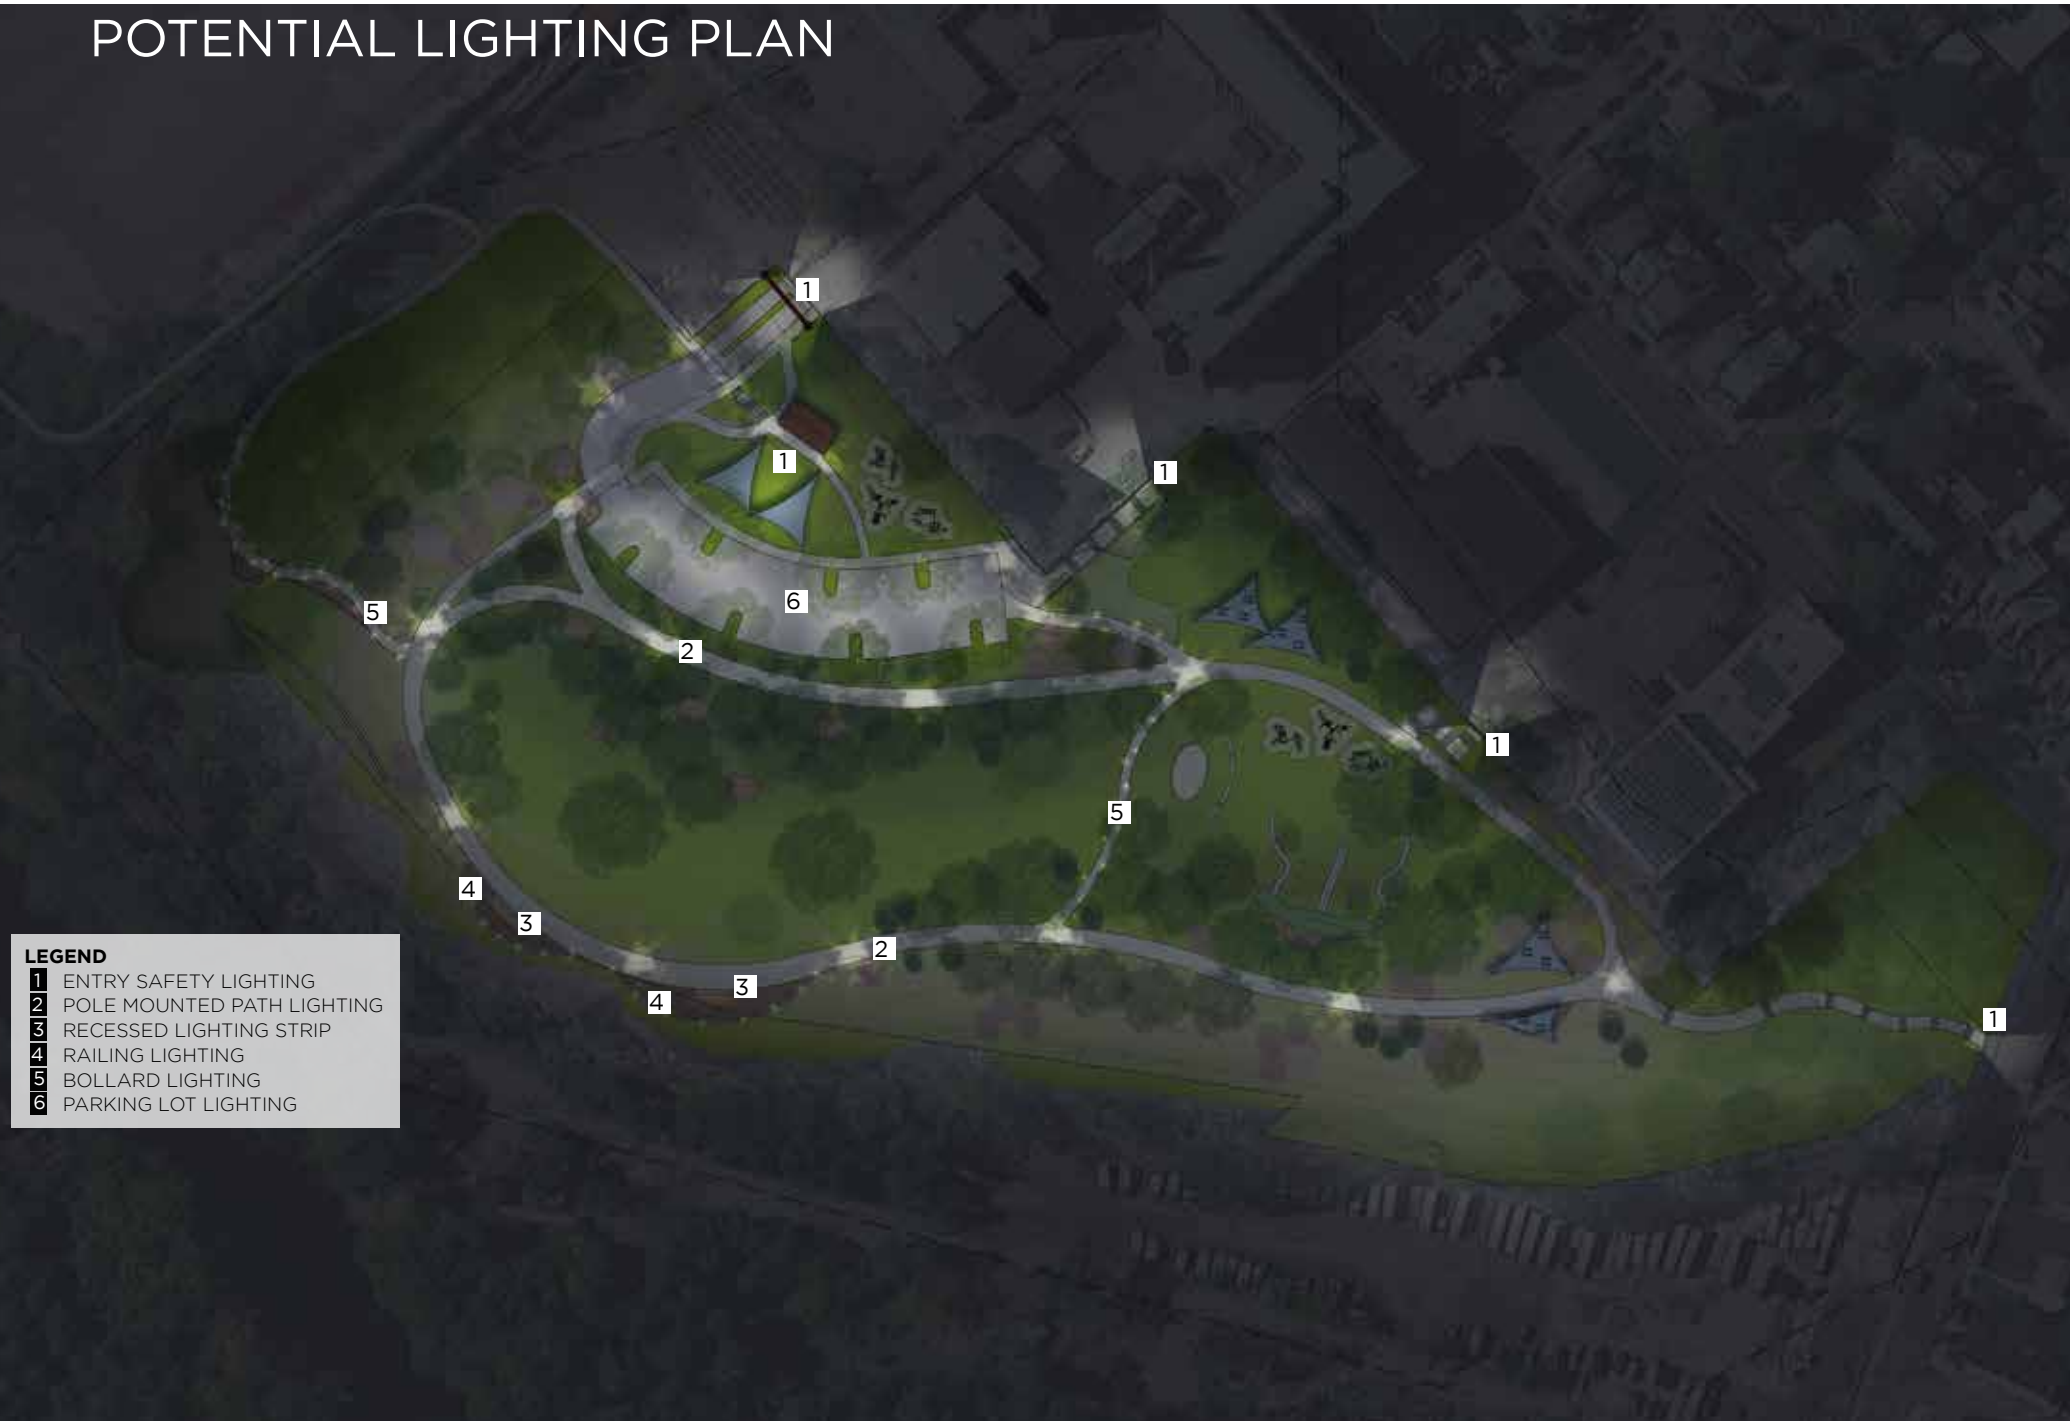 POTENTIAL LIGHTING PLAN
1
1
1
5
6
2
1
5
4
3
2
3
4
1
LEGEND
1 ENTRY SAFETY LIGHTING
2 POLE MOUNTED PATH LIGHTING
3 RECESSED LIGHTING STRIP
4 RAILING LIGHTING
5 BOLLARD LIGHTING
6 PARKING LOT LIGHTING